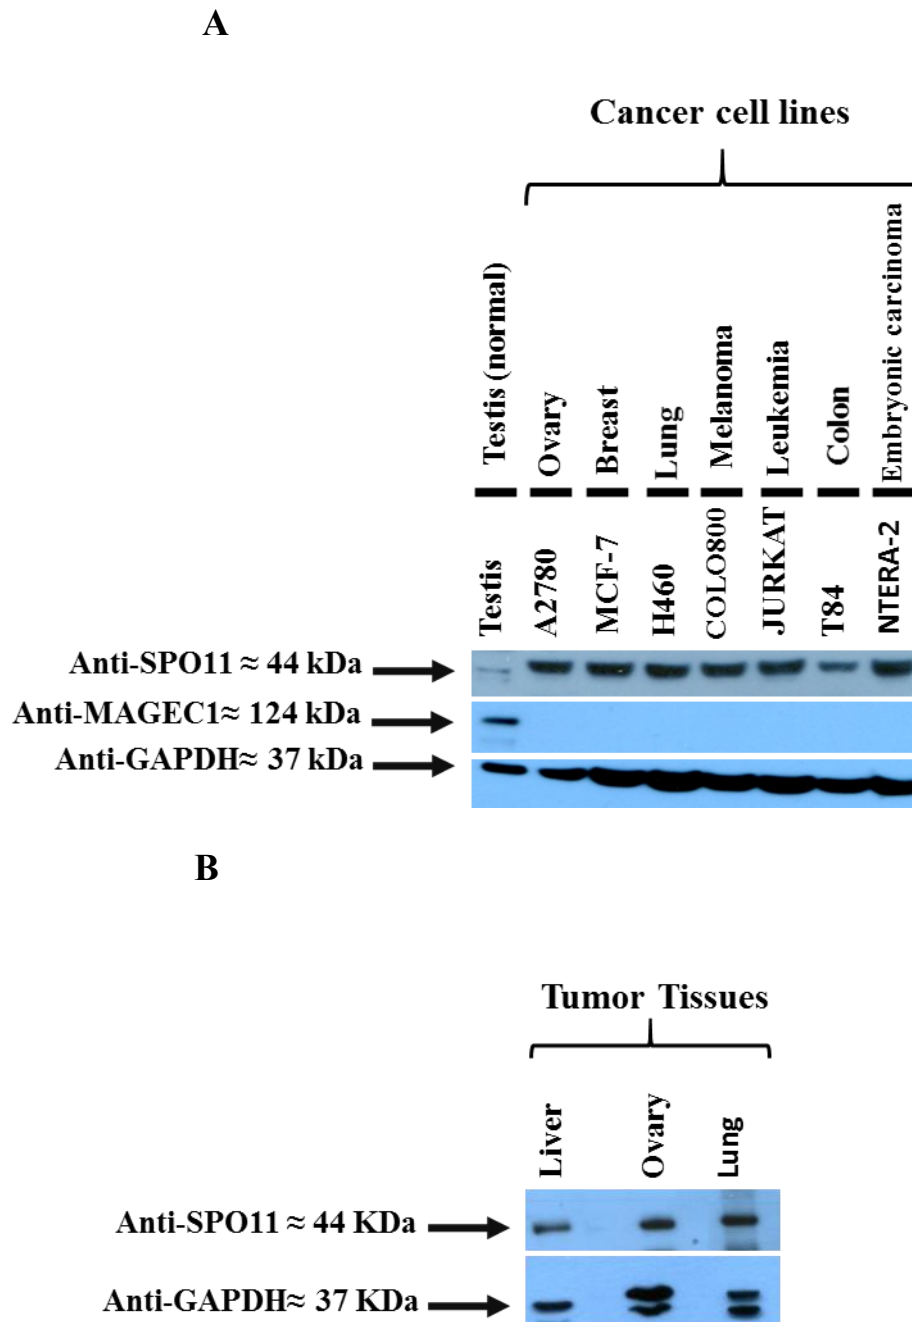 A
Cancer cell lines
Testis (normal)
Ovary
Breast
Lung
Melanoma
Leukemia
Colon
Embryonic carcinoma
Testis
A2780
MCF-7
H460
COLO800
JURKAT
T84
NTERA-2
Anti-SPO11 ≈ 44 kDa
Anti-MAGEC1≈ 124 kDa
Anti-GAPDH≈ 37 kDa
B
Tumor Tissues
Liver
Ovary
Lung
Anti-SPO11 ≈ 44 KDa
Anti-GAPDH≈ 37 KDa